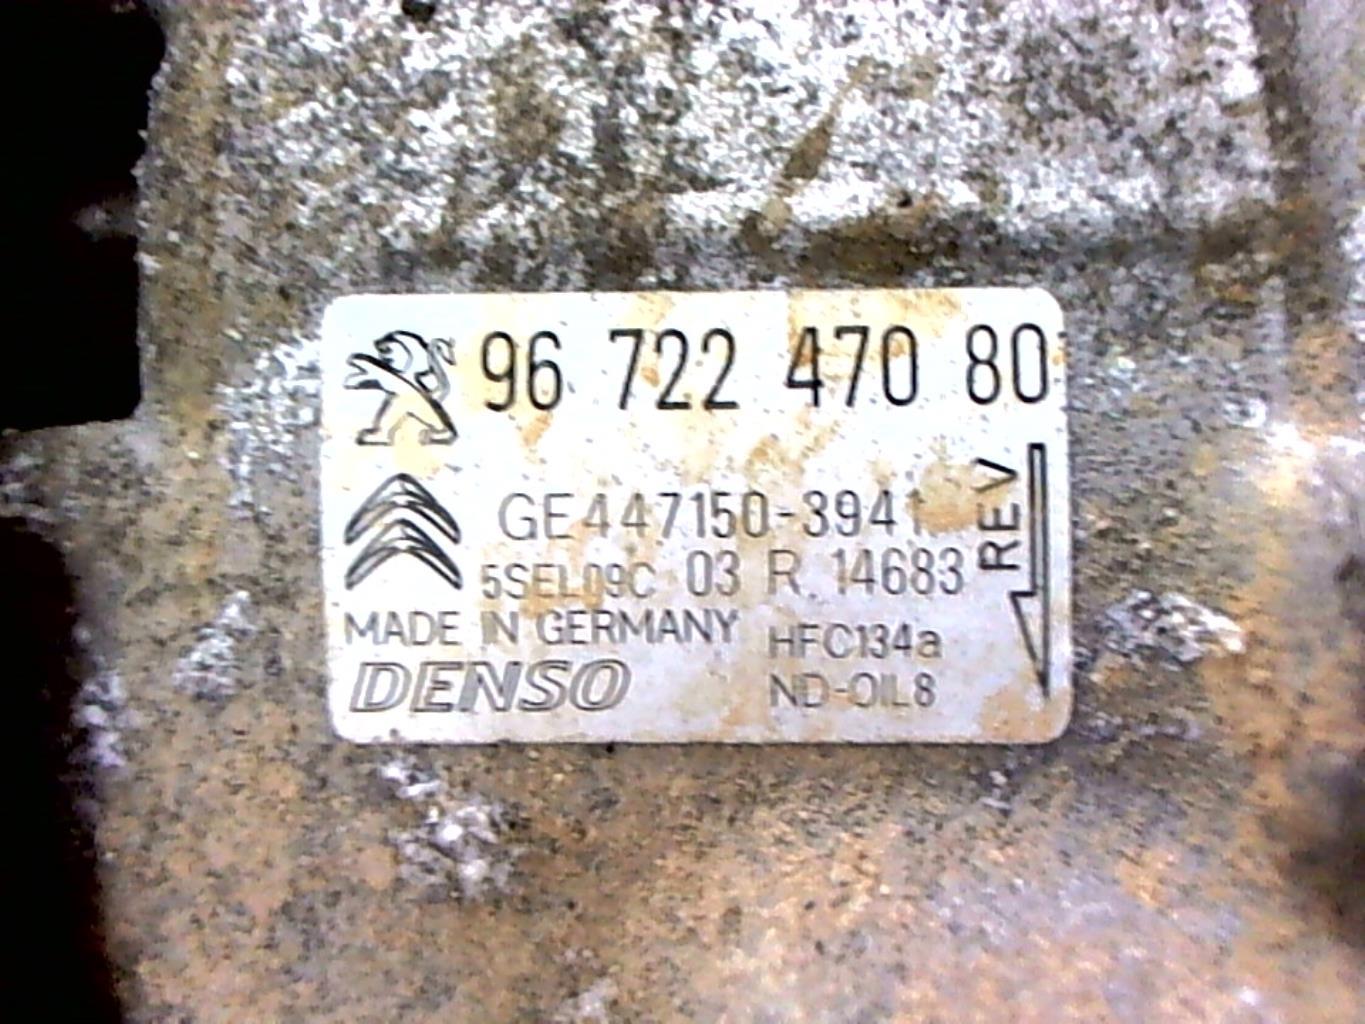 96 722 470 80
REV
GE447150-3941
5SEL09C 03 R. 14683
MADE IN GERMANY HFC134a
DENSO ND-OIL8